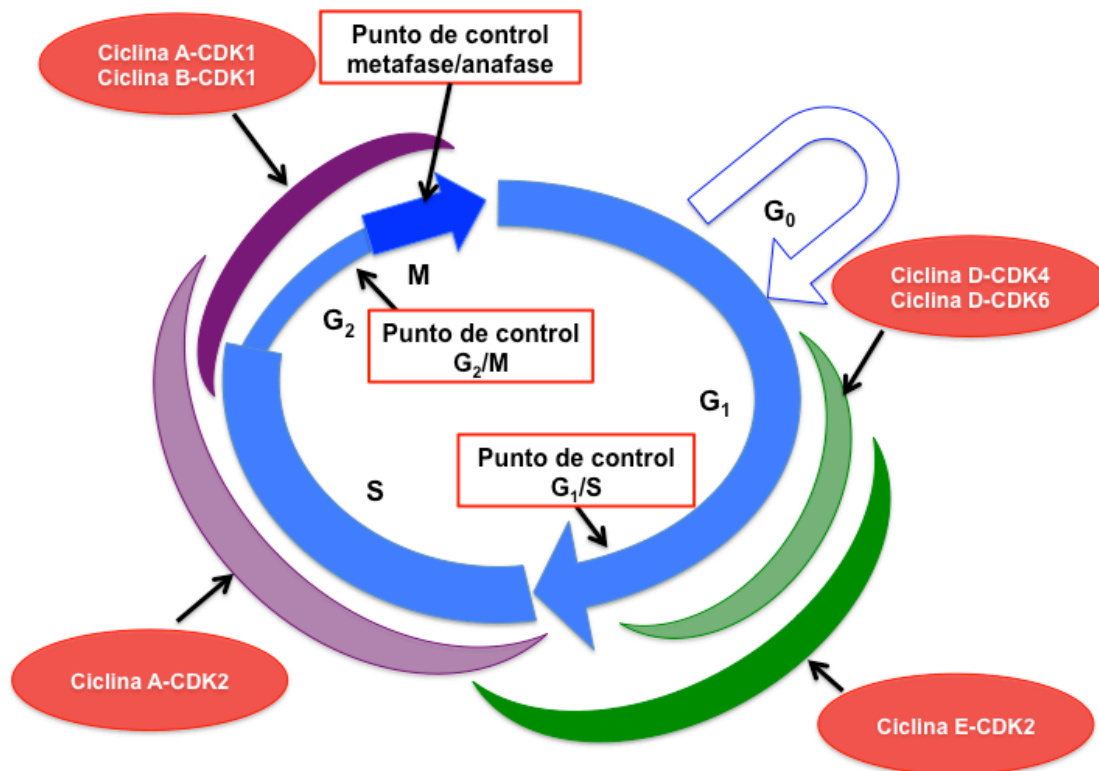 Ciclina A-CDK1
Ciclina B-CDK1
Punto de control
metafase/anafase
G₀
Ciclina D-CDK4
Ciclina D-CDK6
M
G₂
Punto de control
G₂/M
G₁
Punto de control
G₁/S
S
Ciclina A-CDK2
Ciclina E-CDK2